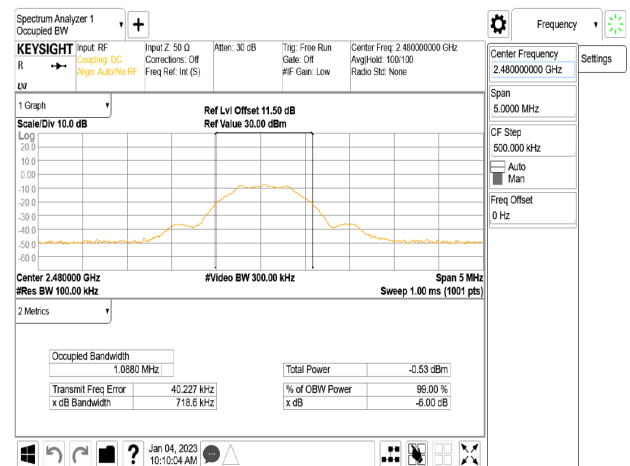 Spectrum Analyzer 1
Occupied BW
Frequency
KEYSIGHT
Input: RF
Coupling: DC
Align: Auto/No RF
Input Z: 50 Ω
Corrections: Off
Freq Ref: Int (S)
Atten: 30 dB
Trig: Free Run
Gate: Off
#IF Gain: Low
Center Freq: 2.480000000 GHz
Avg|Hold: 100/100
Radio Std: None
R
LXI
Center Frequency
2.480000000 GHz
Settings
Span
5.0000 MHz
CF Step
500.000 kHz
Auto
Man
Freq Offset
0 Hz
1 Graph
Scale/Div 10.0 dB
Ref Lvl Offset 11.50 dB
Ref Value 30.00 dBm
Log
20.0
10.0
0.00
-10.0
-20.0
-30.0
-40.0
-50.0
-60.0
Center 2.480000 GHz
#Res BW 100.00 kHz
#Video BW 300.00 kHz
Span 5 MHz
Sweep 1.00 ms (1001 pts)
2 Metrics
Occupied Bandwidth
1.0880 MHz
Total Power -0.53 dBm
Transmit Freq Error 40.227 kHz
% of OBW Power 99.00 %
x dB Bandwidth 718.6 kHz
x dB -6.00 dB
Jan 04, 2023
10:10:04 AM